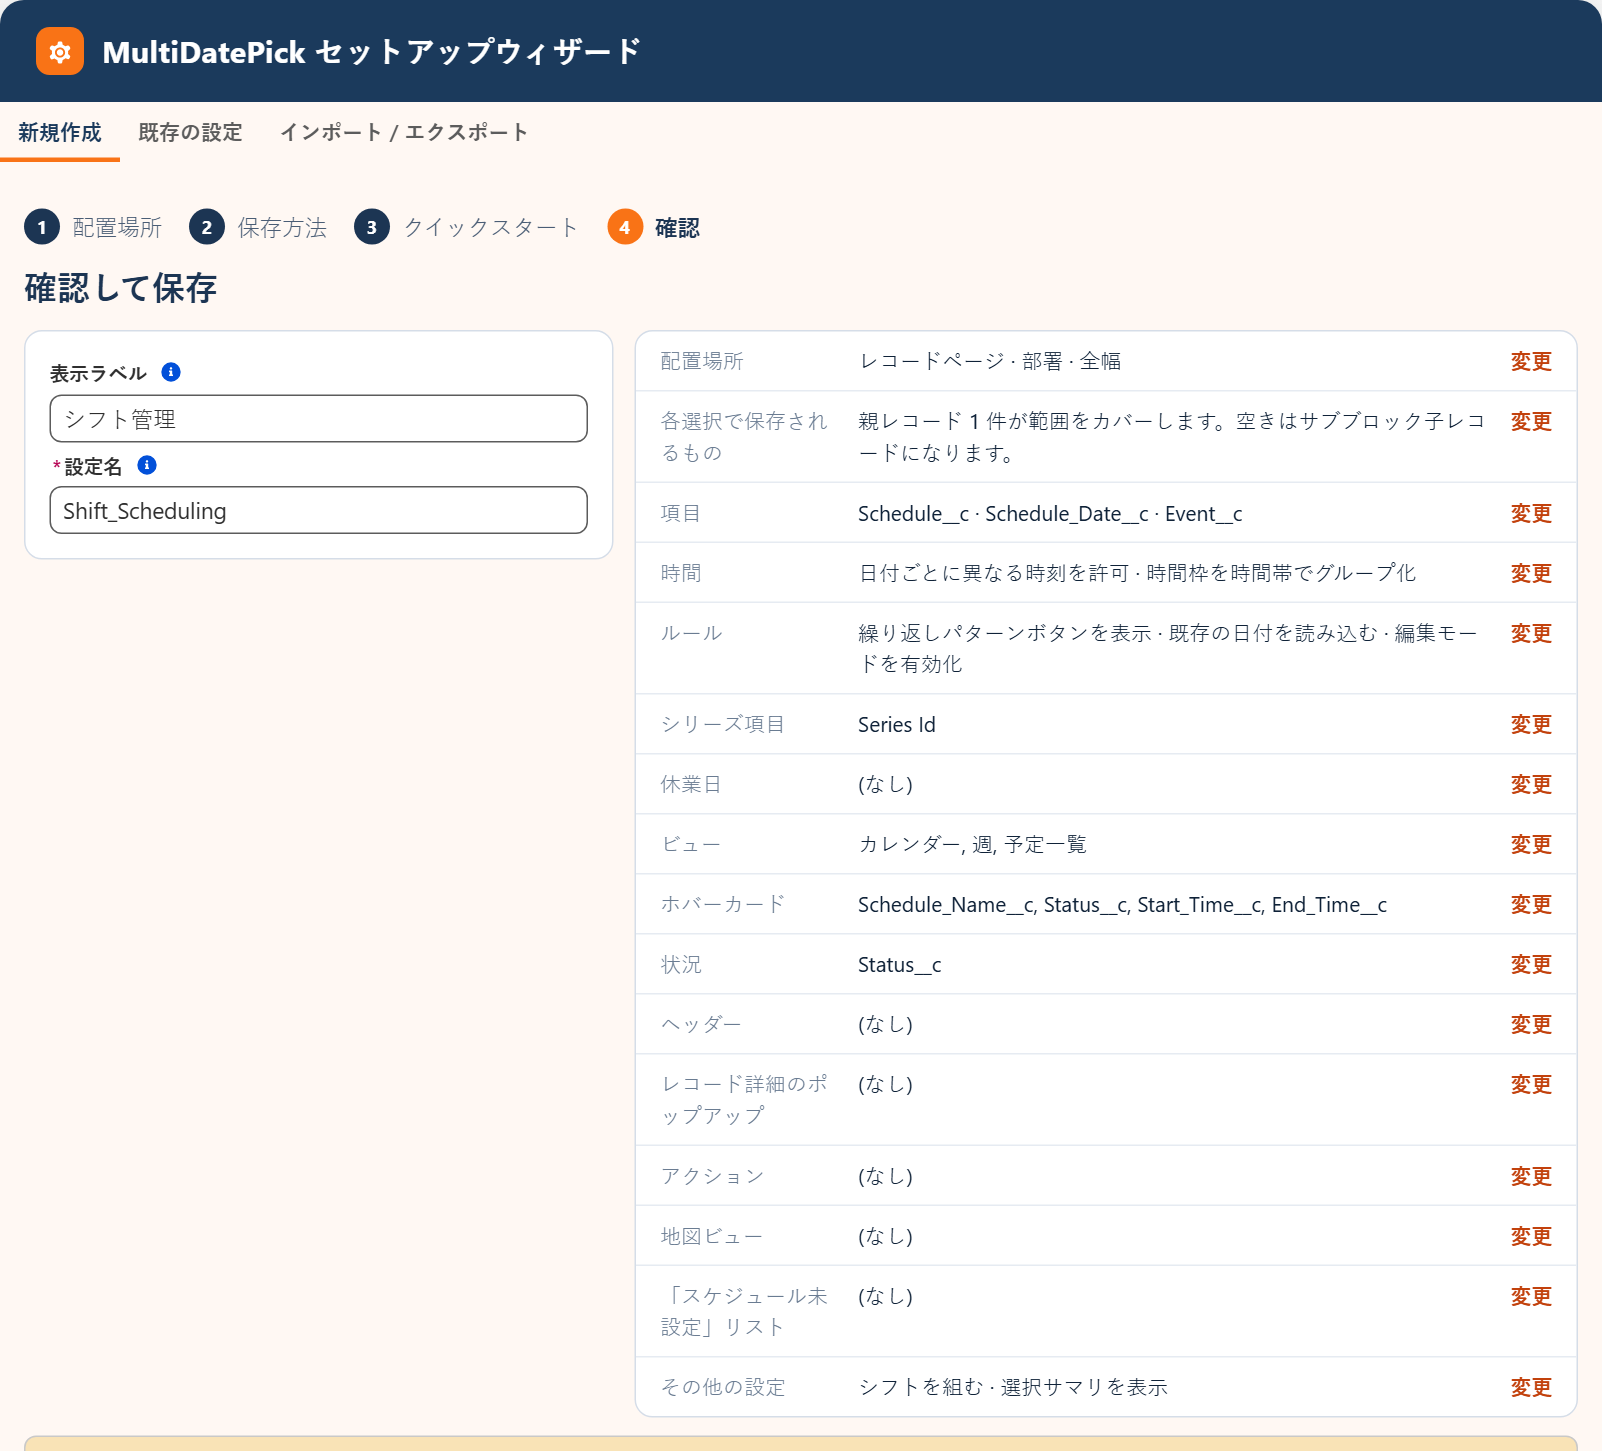 MultiDatePick セットアップウィザード
新規作成
既存の設定
インポート / エクスポート
1 配置場所
2 保存方法
3 クイックスタート
4 確認
確認して保存
表示ラベル
シフト管理
*設定名
Shift_Scheduling
配置場所 レコードページ · 部署 · 全幅 変更
各選択で保存され 親レコード 1 件が範囲をカバーします。空きはサブブロック子レコ 変更
るもの ードになります。
項目 Schedule__c · Schedule_Date__c · Event__c 変更
時間 日付ごとに異なる時刻を許可 · 時間枠を時間帯でグループ化 変更
ルール 繰り返しパターンボタンを表示 · 既存の日付を読み込む · 編集モー 変更
ドを有効化
シリーズ項目 Series Id 変更
休業日 (なし) 変更
ビュー カレンダー, 週, 予定一覧 変更
ホバーカード Schedule_Name__c, Status__c, Start_Time__c, End_Time__c 変更
状況 Status__c 変更
ヘッダー (なし) 変更
レコード詳細のポ (なし) 変更
ップアップ
アクション (なし) 変更
地図ビュー (なし) 変更
「スケジュール未 (なし) 変更
設定」リスト
その他の設定 シフトを組む · 選択サマリを表示 変更